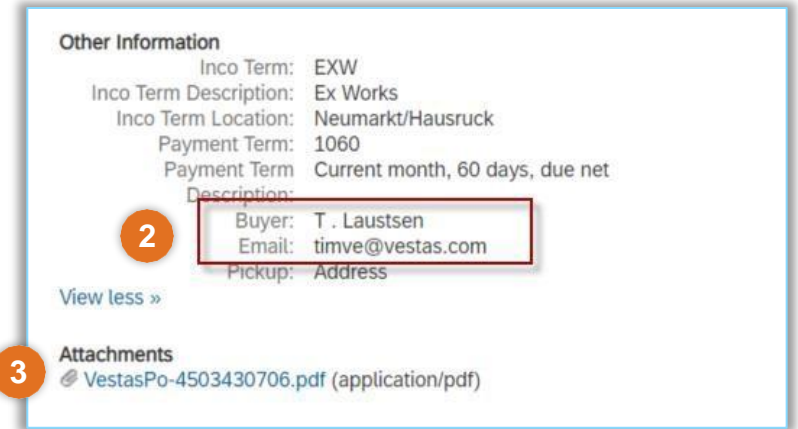 Other Information
Inco Term: EXW
Inco Term Description: Ex Works
Inco Term Location: Neumarkt/Hausruck
Payment Term: 1060
Payment Term Current month, 60 days, due net
Description:
2
Buyer: T . Laustsen
Email: timve@vestas.com
Pickup: Address
View less »
Attachments
3
VestasPo-4503430706.pdf (application/pdf)